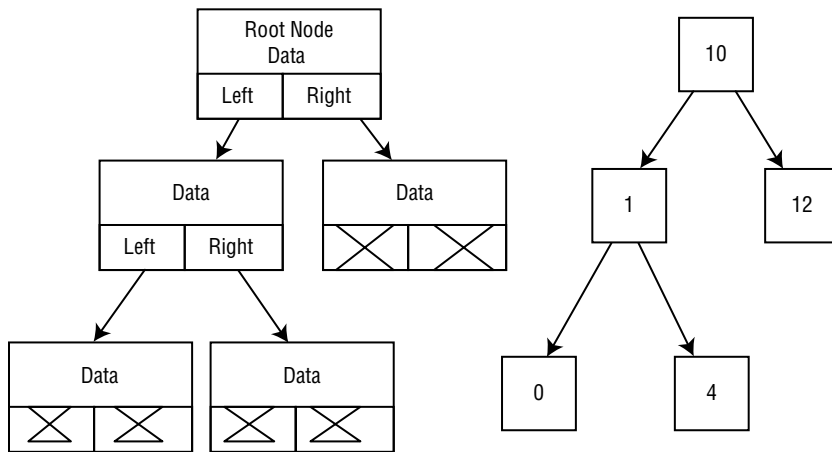 Root Node
Data
Left Right
10
Data
Data
Left Right
1
12
Data
Data
0
4